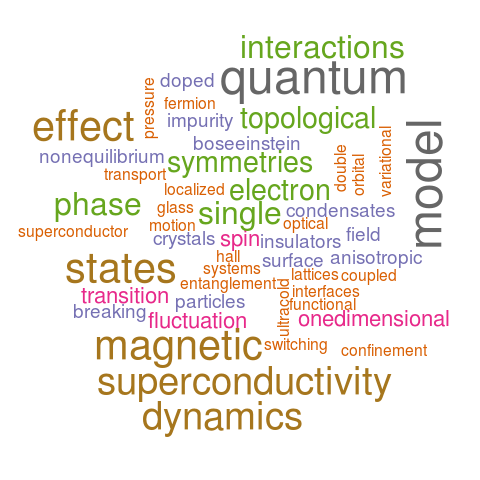 interactions
quantum
doped
pressure
fermion
effect
impurity
topological
model
boseeinstein
nonequilibrium
symmetries
double
orbital
variational
transport
localized
electron
phase
glass
single
condensates
motion
optical
superconductor
crystals
spin
insulators
field
hall
surface
anisotropic
states
systems
lattices
coupled
entanglement
transition
particles
ultracold
interfaces
functional
breaking
fluctuation
onedimensional
magnetic
switching
confinement
superconductivity
dynamics